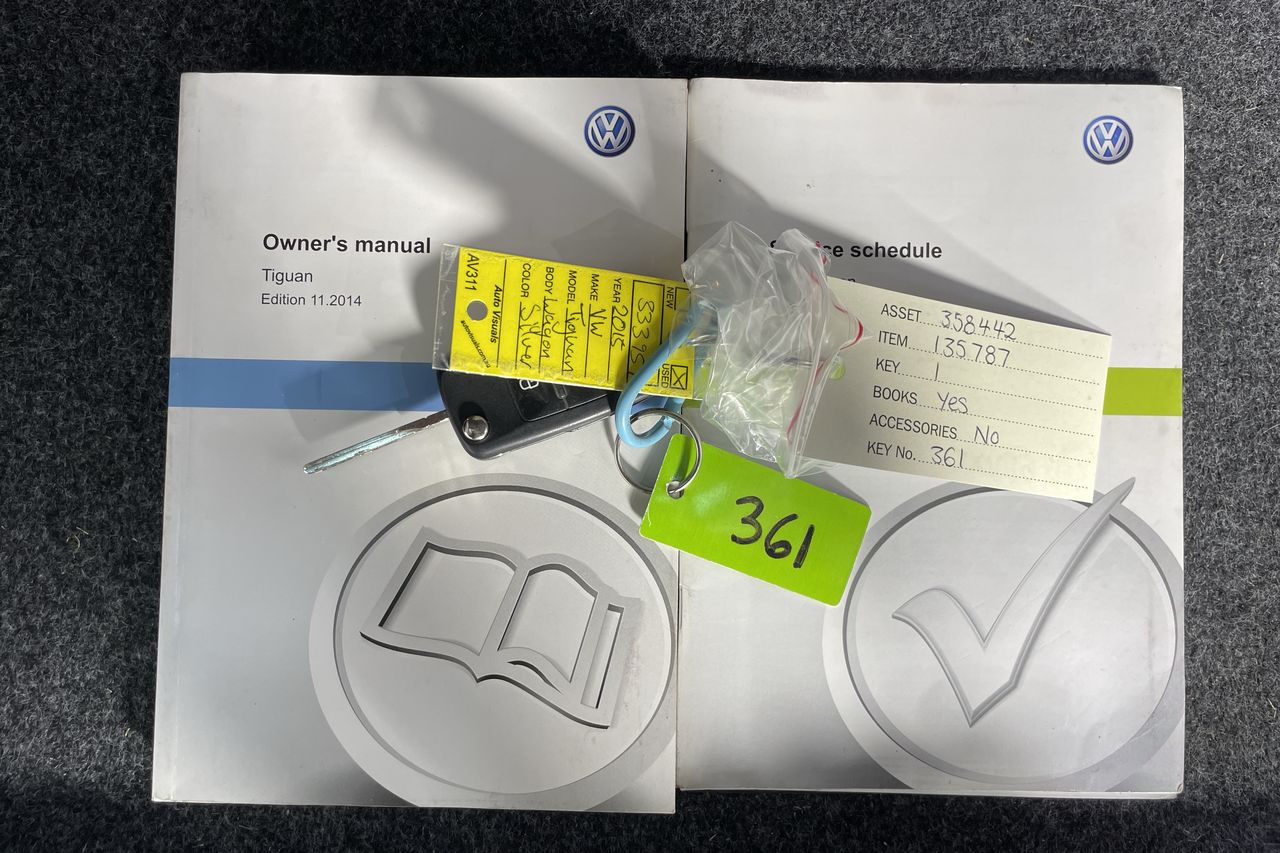 Owner's manual
Tiguan
Edition 11.2014
schedule
NEW
USED
YEAR 2015
MAKE VW
MODEL Tiguan
BODY Wagon
COLOR Silver
Auto Visuals
AV311
ASSET 358442
ITEM 135787
KEY 1
BOOKS Yes
ACCESSORIES No
KEY No. 361
361